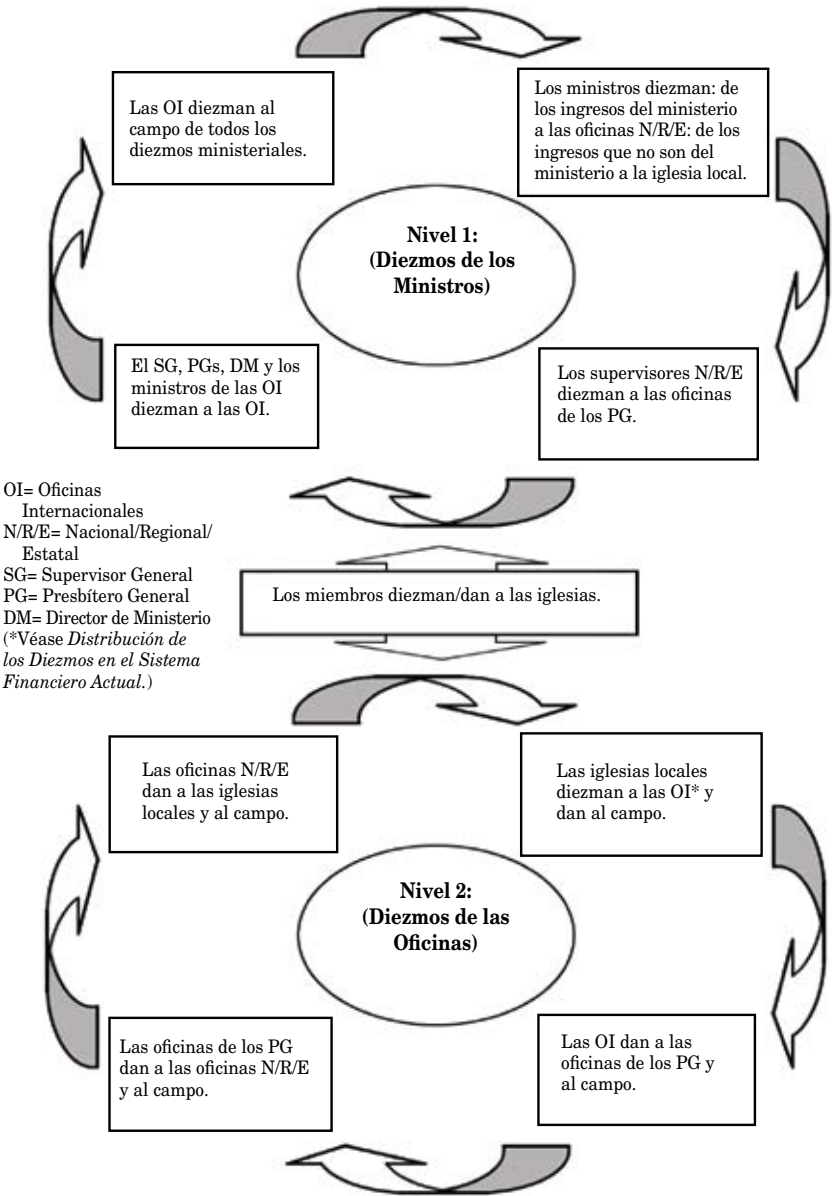 Las OI diezman al
campo de todos los
diezmos ministeriales.
Los ministros diezman: de
los ingresos del ministerio
a las oficinas N/R/E: de los
ingresos que no son del
ministerio a la iglesia local.
Nivel 1:
(Diezmos de los
Ministros)
El SG, PGs, DM y los
ministros de las OI
diezman a las OI.
Los supervisores N/R/E
diezman a las oficinas
de los PG.
OI= Oficinas
Internacionales
N/R/E= Nacional/Regional/
Estatal
SG= Supervisor General
PG= Presbítero General
DM= Director de Ministerio
(*Véase Distribución de
los Diezmos en el Sistema
Financiero Actual.)
Los miembros diezman/dan a las iglesias.
Las oficinas N/R/E
dan a las iglesias
locales y al campo.
Las iglesias locales
diezman a las OI* y
dan al campo.
Nivel 2:
(Diezmos de las
Oficinas)
Las oficinas de los PG
dan a las oficinas N/R/E
y al campo.
Las OI dan a las
oficinas de los PG y
al campo.